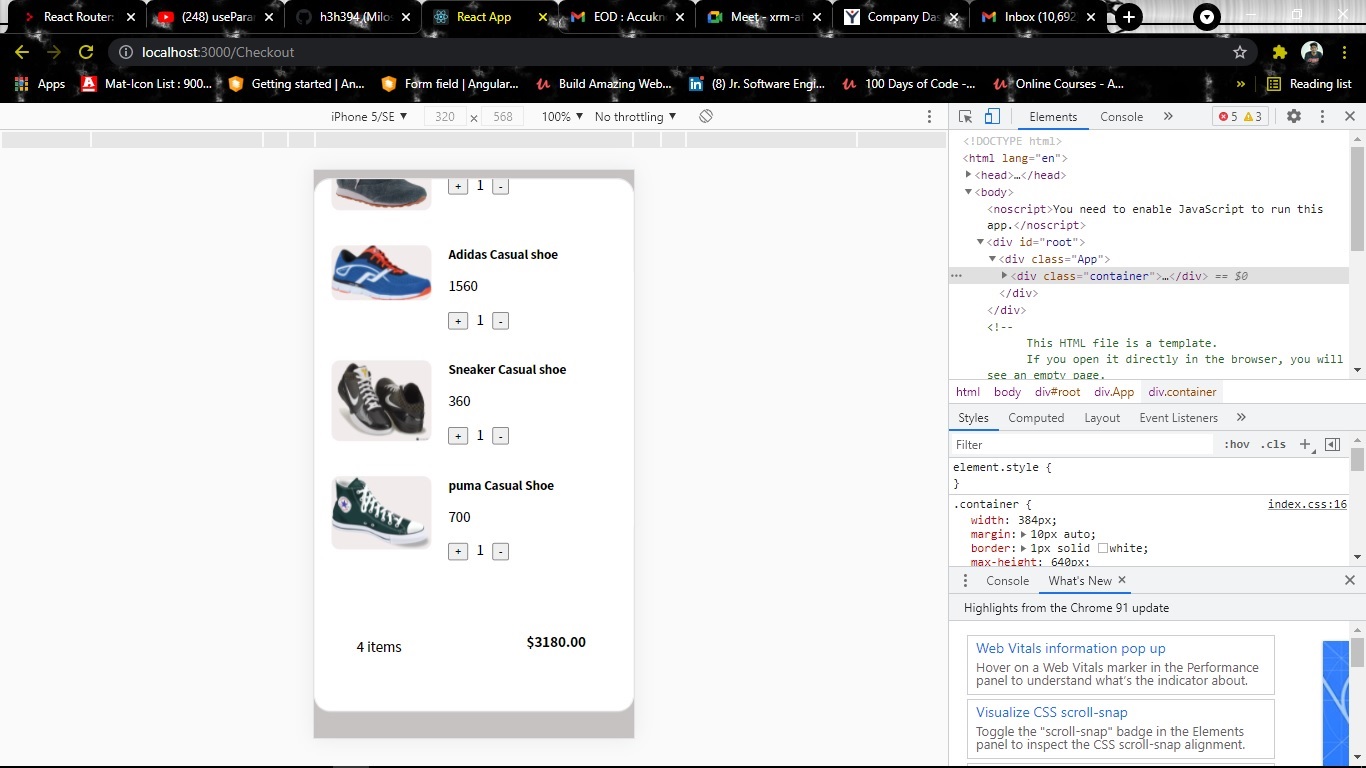 React Router:
(248) usePara
h3h394 (Milos
React App
EOD : Accukn
Meet - xrm-at
Company Das
Inbox (10,692
localhost:3000/Checkout
Apps
Mat-Icon List : 900...
Getting started | An...
Form field | Angular...
Build Amazing Web...
(8) Jr. Software Engi...
100 Days of Code -...
Online Courses - A...
»
Reading list
iPhone 5/SE ▼ 320 × 568 100% ▼ No throttling ▼
Elements Console » 5 3
+ 1 -
Adidas Casual shoe
1560
+ 1 -
Sneaker Casual shoe
360
+ 1 -
puma Casual Shoe
700
+ 1 -
4 items
$3180.00
<!DOCTYPE html>
<html lang="en">
<head>…</head>
<body>
<noscript>You need to enable JavaScript to run this
app.</noscript>
<div id="root">
<div class="App">
<div class="container">…</div> == $0
</div>
</div>
<!--
This HTML file is a template.
If you open it directly in the browser, you will
see an empty page.
html body div#root div.App div.container
Styles Computed Layout Event Listeners »
Filter :hov .cls +
element.style {
}
.container { index.css:16
width: 384px;
margin: 10px auto;
border: 1px solid white;
max-height: 640px;
Console What's New ×
Highlights from the Chrome 91 update
Web Vitals information pop up
Hover on a Web Vitals marker in the Performance
panel to understand what's the indicator about.
Visualize CSS scroll-snap
Toggle the "scroll-snap" badge in the Elements
panel to inspect the CSS scroll-snap alignment.